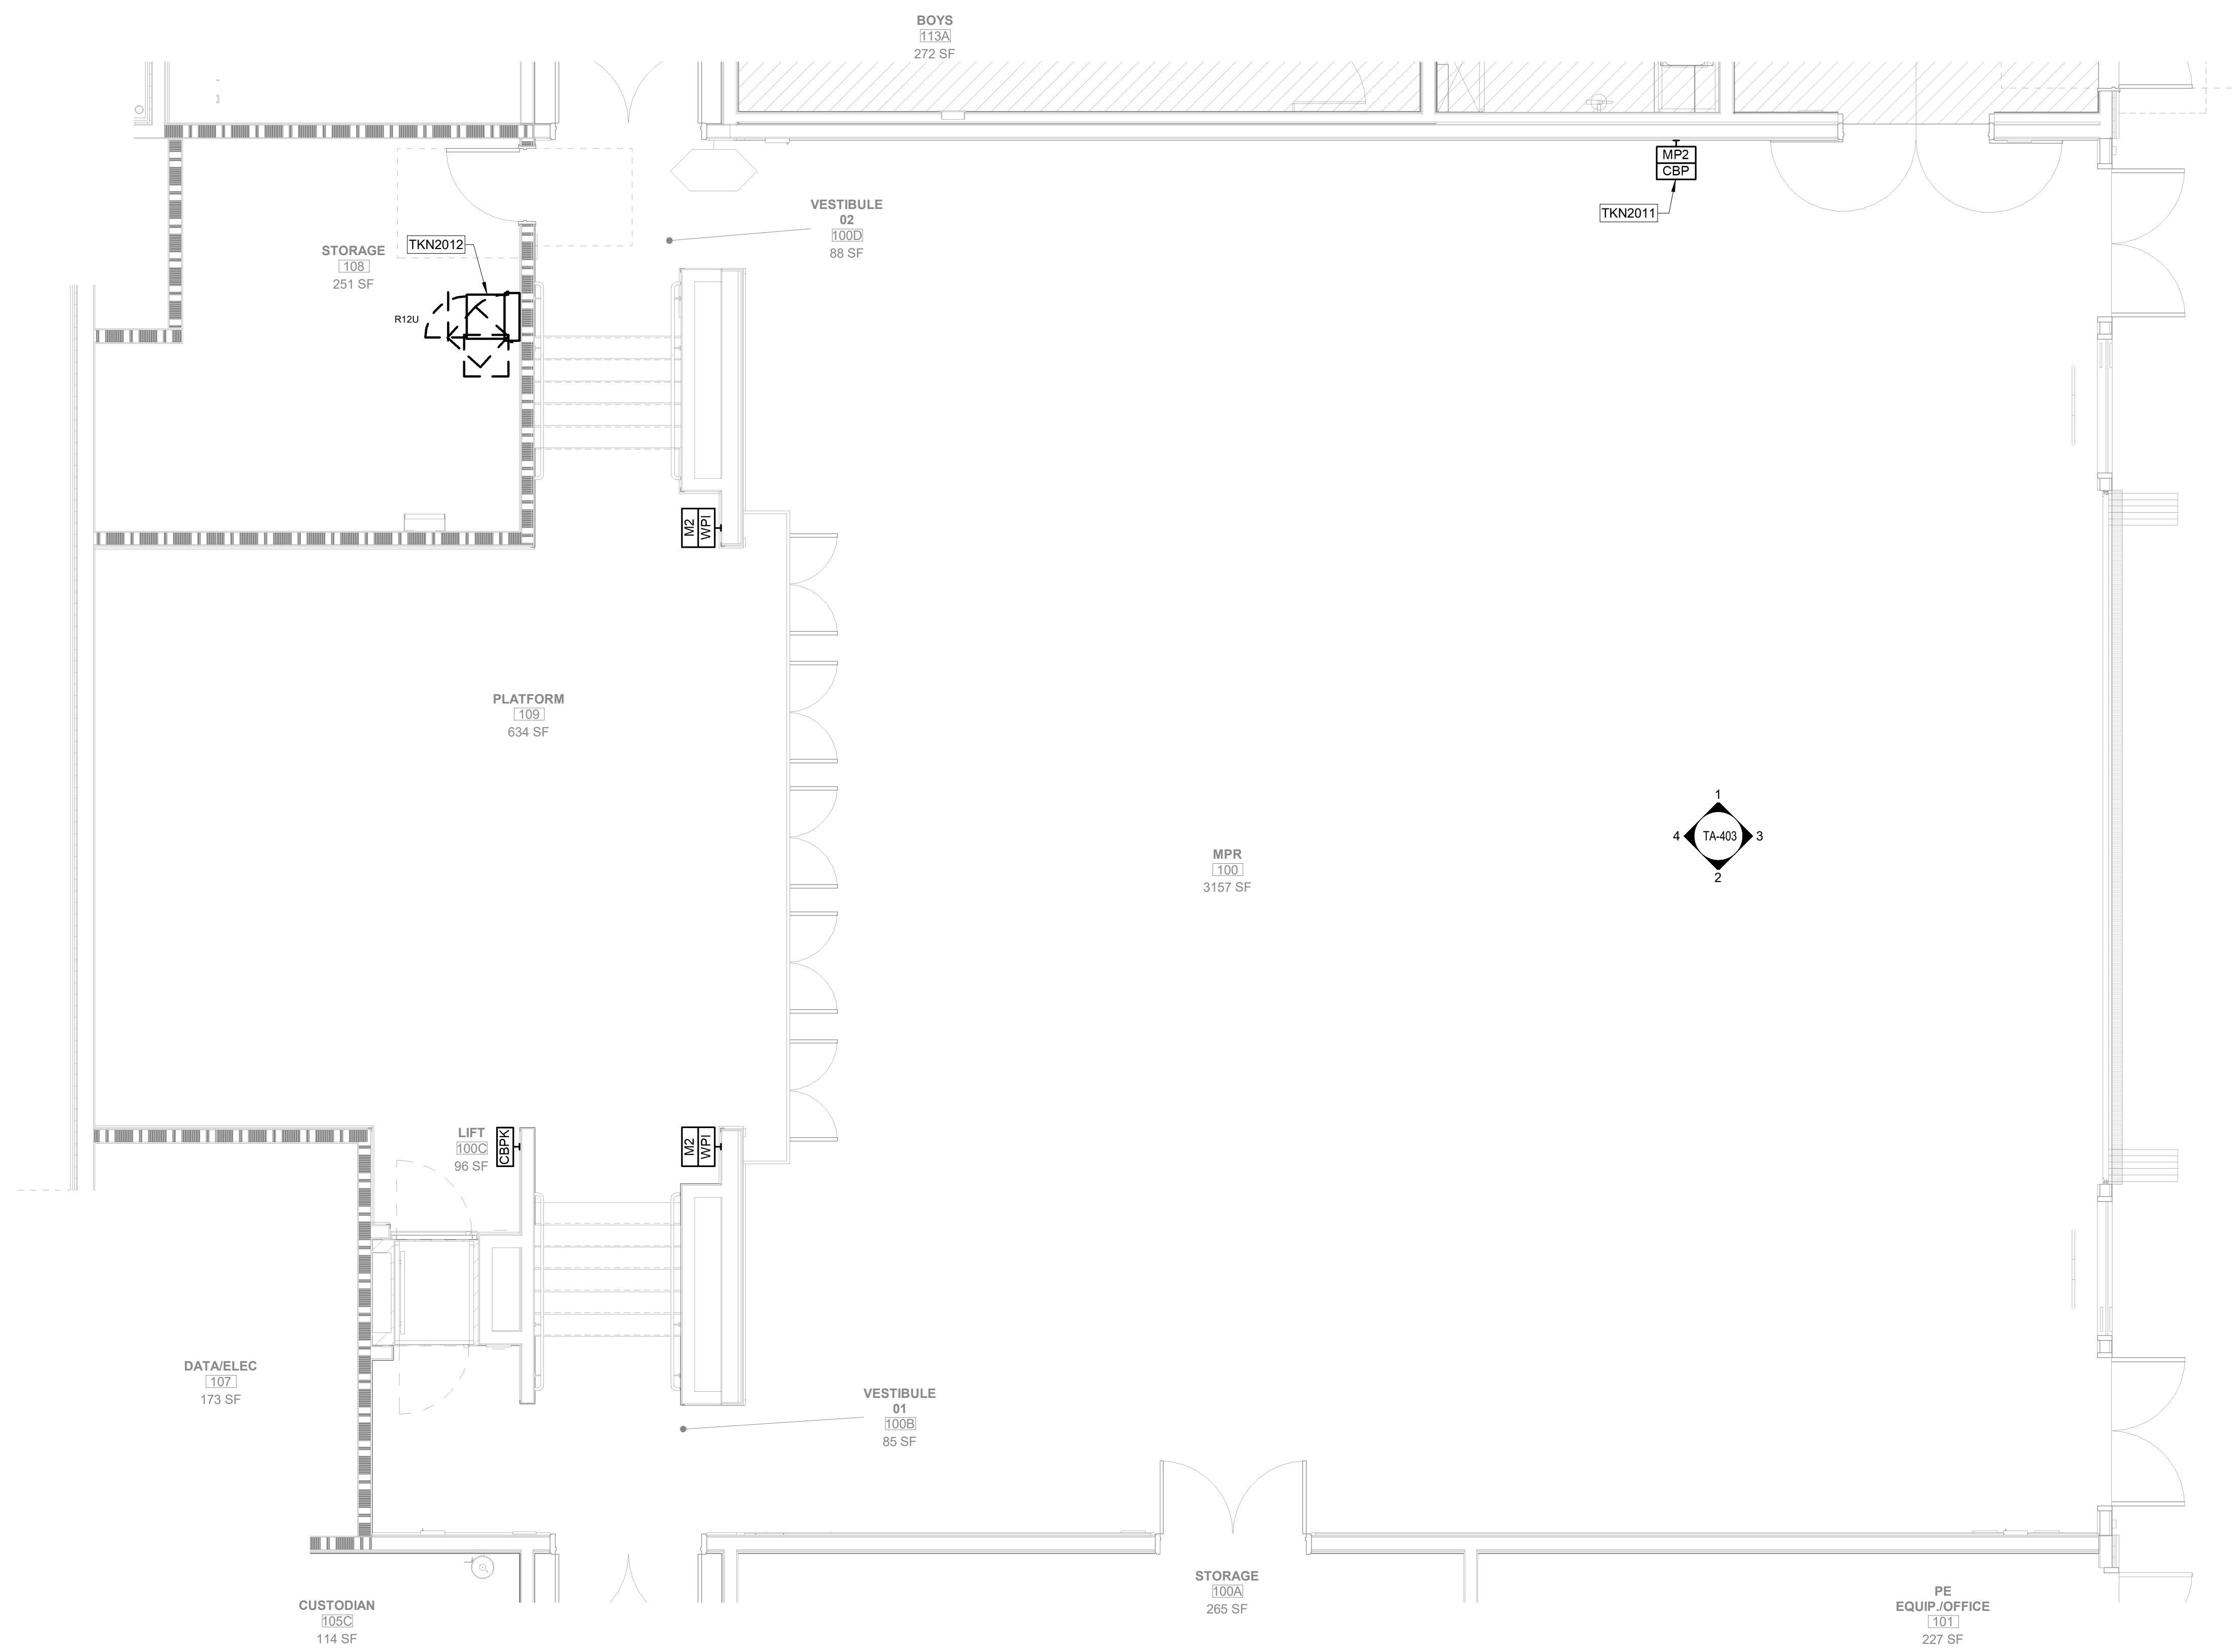 BOYS
113A
272 SF
MP2
CBP
TKN2011
VESTIBULE
02
100D
88 SF
STORAGE
108
251 SF
TKN2012
R12U
M2
WPI
PLATFORM
109
634 SF
1
4
TA-403
3
2
MPR
100
3157 SF
LIFT
100C
96 SF
CBPK
M2
WPI
DATA/ELEC
107
173 SF
VESTIBULE
01
100B
85 SF
STORAGE
100A
265 SF
CUSTODIAN
105C
114 SF
PE
EQUIP./OFFICE
101
227 SF